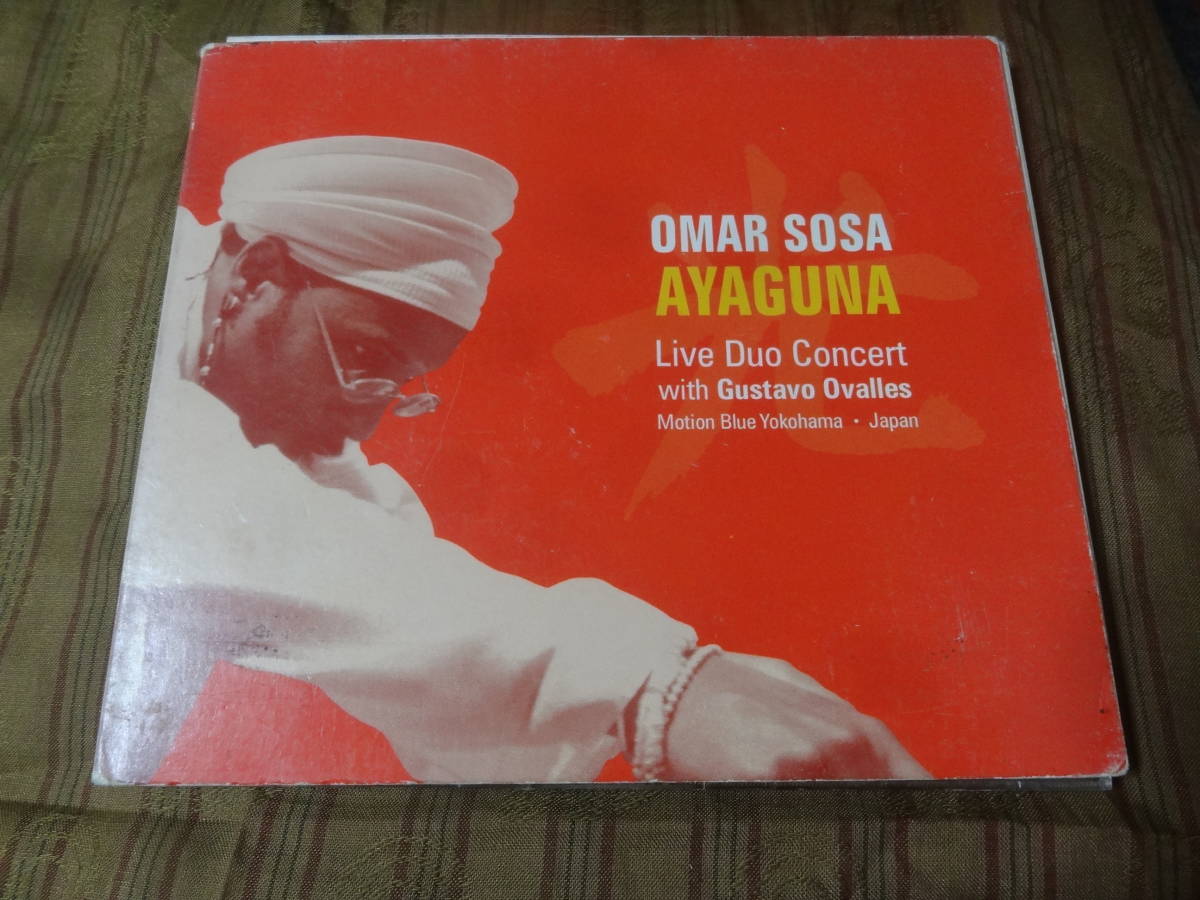 OMAR SOSA
AYAGUNA
Live Duo Concert
with Gustavo Ovalles
Motion Blue Yokohama • Japan